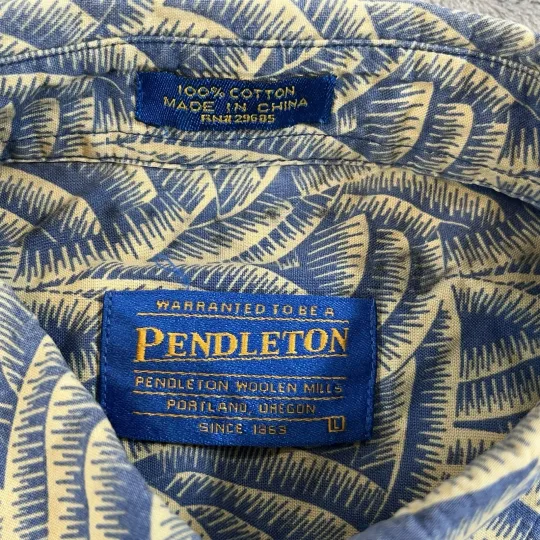 100% COTTON
MADE IN CHINA
RN#29685
WARRANTED TO BE A
PENDLETON
PENDLETON WOOLEN MILLS
PORTLAND, OREGON
SINCE 1863 L